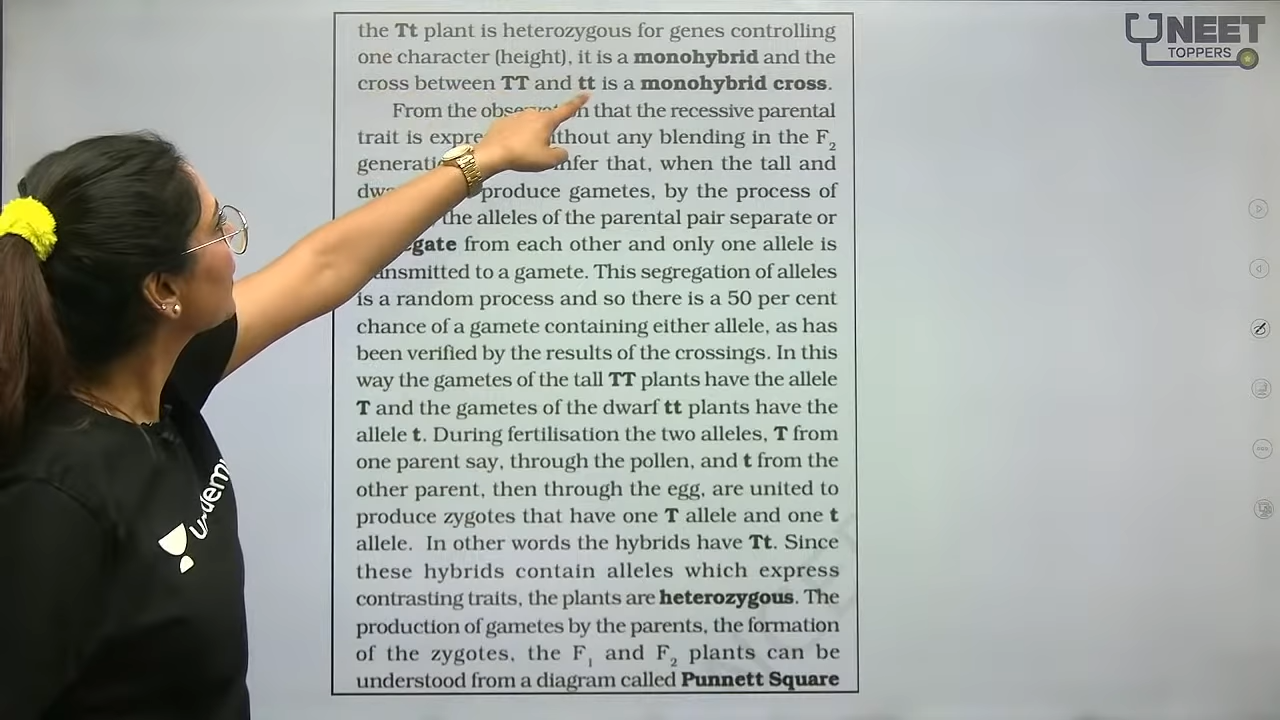 the Tt plant is heterozygous for genes controlling
one character (height), it is a monohybrid and the
cross between TT and tt is a monohybrid cross.
From the that the recessive parental
trait is any blending in the F2
that, when the tall and
produce gametes, by the process of
the alleles of the parental pair separate or
from each other and only one allele is
to a gamete. This segregation of alleles
is a random process and so there is a 50 per cent
chance of a gamete containing either allele, as has
been verified by the results of the crossings. In this
way the gametes of the tall TT plants have the allele
T and the gametes of the dwarf tt plants have the
allele t. During fertilisation the two alleles, T from
one parent say, through the pollen, and t from the
other parent, then through the egg, are united to
produce zygotes that have one T allele and one t
allele. In other words the hybrids have Tt. Since
these hybrids contain alleles which express
contrasting traits, the plants are heterozygous. The
production of gametes by the parents, the formation
of the zygotes, the F1 and F2 plants can be
understood from a diagram called Punnett Square
UNEET
TOPPERS